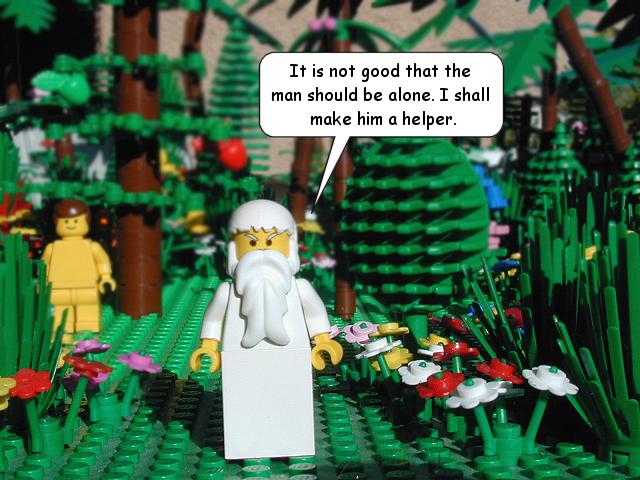 It is not good that the
man should be alone. I shall
make him a helper.